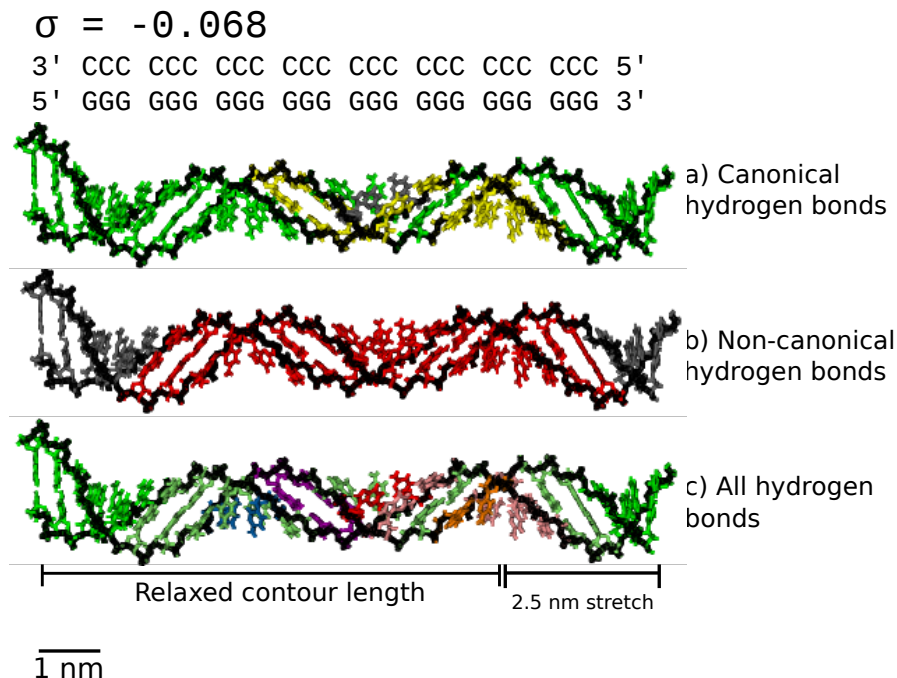 σ = -0.068
3' CCC CCC CCC CCC CCC CCC CCC CCC 5'
5' GGG GGG GGG GGG GGG GGG GGG GGG 3'
a) Canonical
hydrogen bonds
b) Non-canonical
hydrogen bonds
c) All hydrogen
bonds
Relaxed contour length
2.5 nm stretch
1 nm